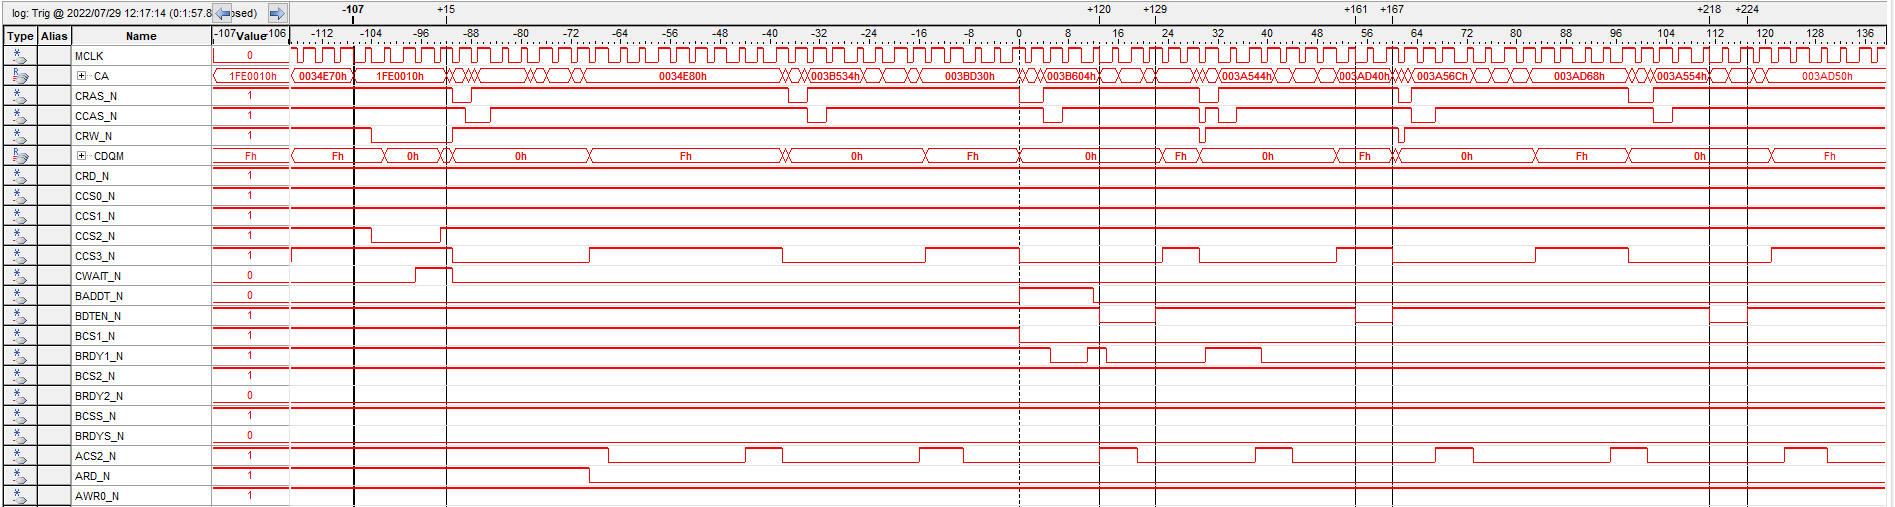 log: Trig @ 2022/07/29 12:17:14 (0:1:57.8 osed) -107 +15 +120 +129 +161 +167 +218 +224
Type Alias Name -107Value-106 -112 -104 -96 -88 -80 -72 -64 -56 -48 -40 -32 -24 -16 -8 0 8 16 24 32 40 48 56 64 72 80 88 96 104 112 120 128 136
MCLK 0
CA 1FE0010h 0034E70h 1FE0010h 0034E80h 003B534h 003BD30h 003B604h 003A544h 003AD40h 003A56Ch 003AD68h 003A554h 003AD50h
CRAS_N 1
CCAS_N 1
CRW_N 1
CDQM Fh Fh 0h 0h Fh 0h Fh 0h Fh 0h Fh 0h Fh 0h Fh
CRD_N 1
CCS0_N 1
CCS1_N 1
CCS2_N 1
CCS3_N 1
CWAIT_N 0
BADDT_N 0
BDTEN_N 1
BCS1_N 1
BRDY1_N 1
BCS2_N 1
BRDY2_N 0
BCSS_N 1
BRDYS_N 0
ACS2_N 1
ARD_N 1
AWR0_N 1